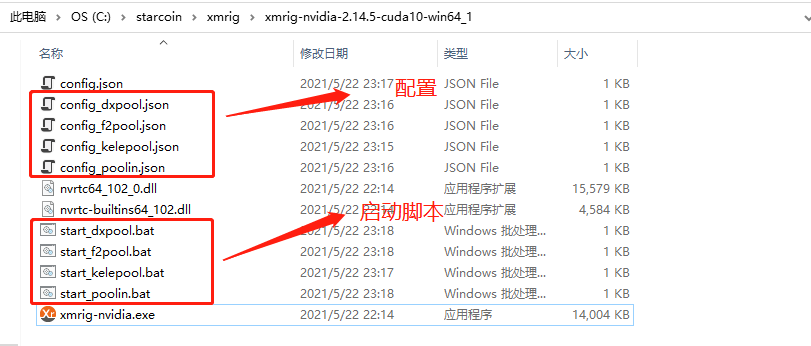 此电脑 > OS (C:) > starcoin > xmrig > xmrig-nvidia-2.14.5-cuda10-win64_1
名称 修改日期 类型 大小
config.json 2021/5/22 23:17 JSON File 1 KB
配置
config_dxpool.json 2021/5/22 23:16 JSON File 1 KB
config_f2pool.json 2021/5/22 23:16 JSON File 1 KB
config_kelepool.json 2021/5/22 23:15 JSON File 1 KB
config_poolin.json 2021/5/22 23:16 JSON File 1 KB
nvrtc64_102_0.dll 2021/5/22 22:14 应用程序扩展 15,579 KB
nvrtc-builtins64_102.dll 2021/5/22 应用程序扩展 4,584 KB
启动脚本
start_dxpool.bat 2021/5/22 23:18 Windows 批处理... 1 KB
start_f2pool.bat 2021/5/22 23:18 Windows 批处理... 1 KB
start_kelepool.bat 2021/5/22 23:17 Windows 批处理... 1 KB
start_poolin.bat 2021/5/22 23:18 Windows 批处理... 1 KB
xmrig-nvidia.exe 2021/5/22 22:14 应用程序 14,004 KB